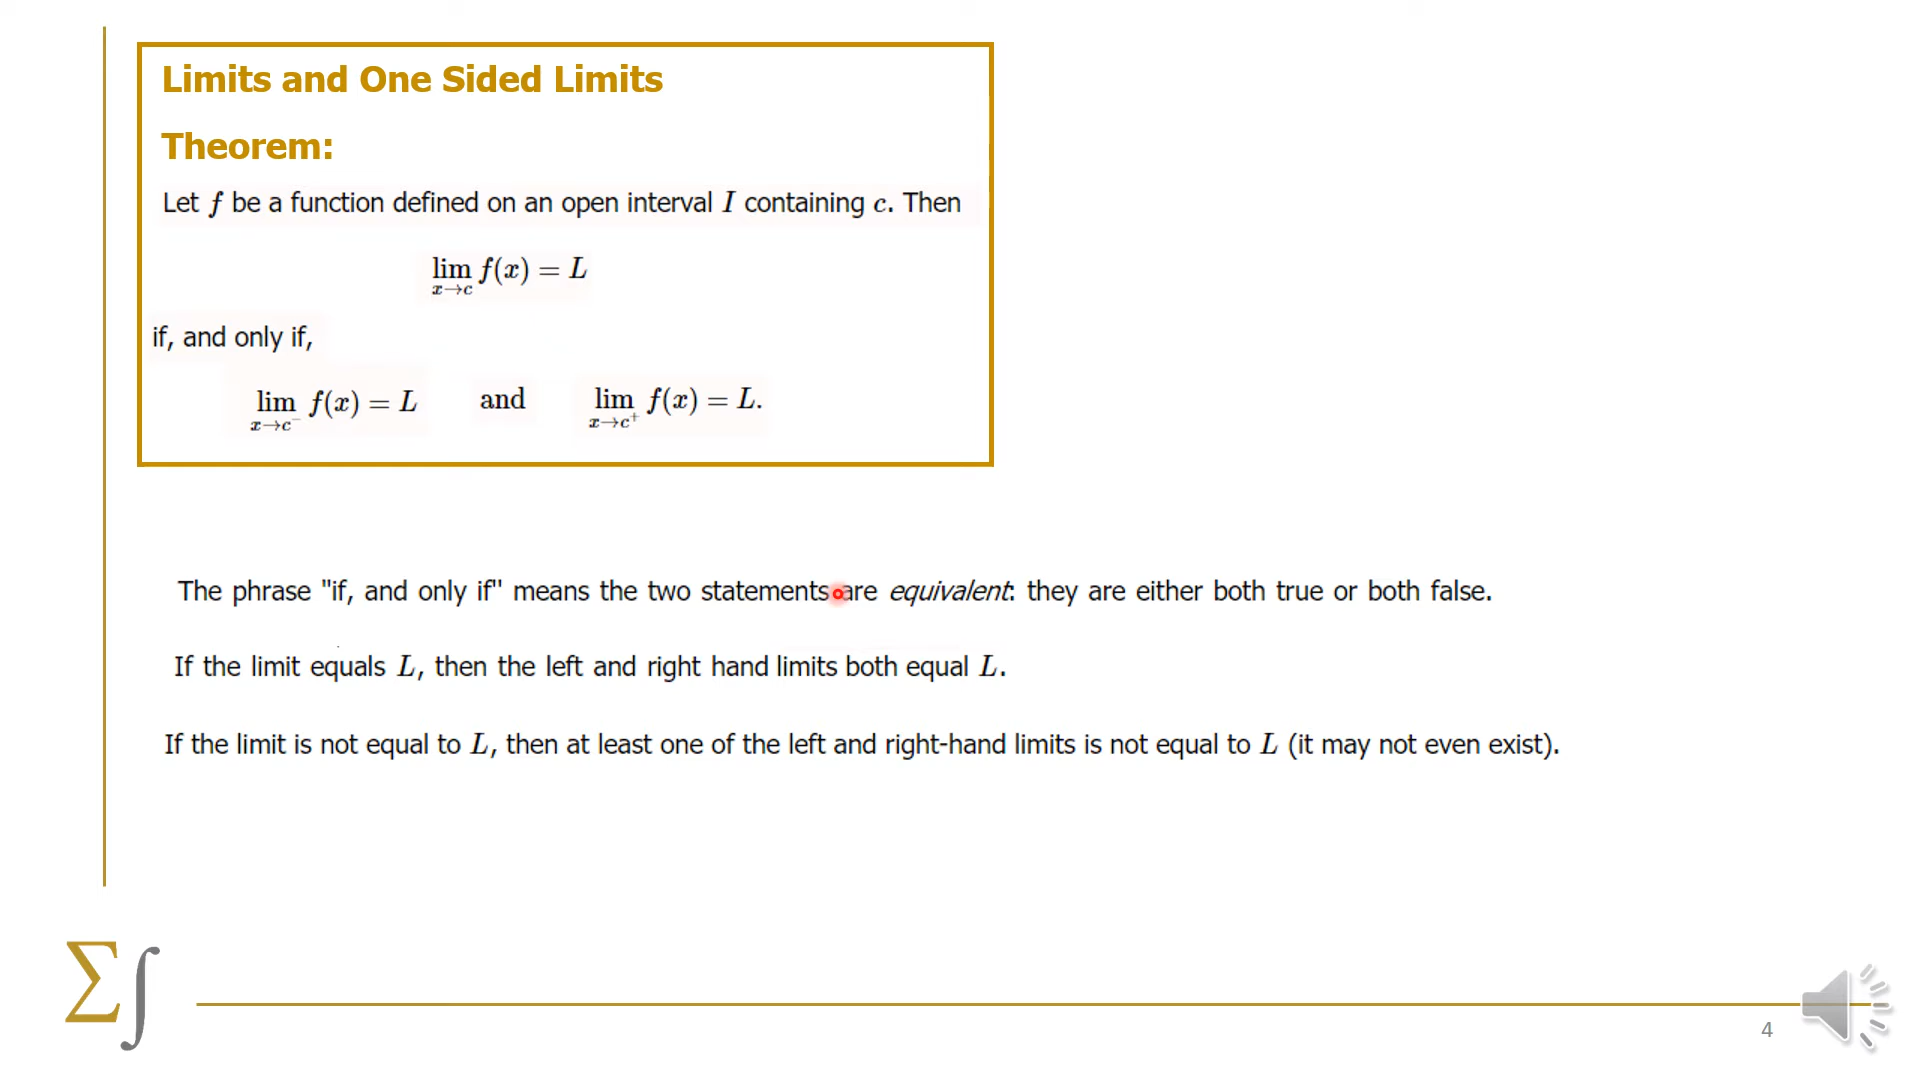 Limits and One Sided Limits
Theorem:
Let f be a function defined on an open interval I containing c. Then
lim f(x) = L
x→c
if, and only if,
lim f(x) = L and lim f(x) = L.
x→c⁻ x→c⁺
The phrase "if, and only if" means the two statements are equivalent: they are either both true or both false.
If the limit equals L, then the left and right hand limits both equal L.
If the limit is not equal to L, then at least one of the left and right-hand limits is not equal to L (it may not even exist).
∑∫
4